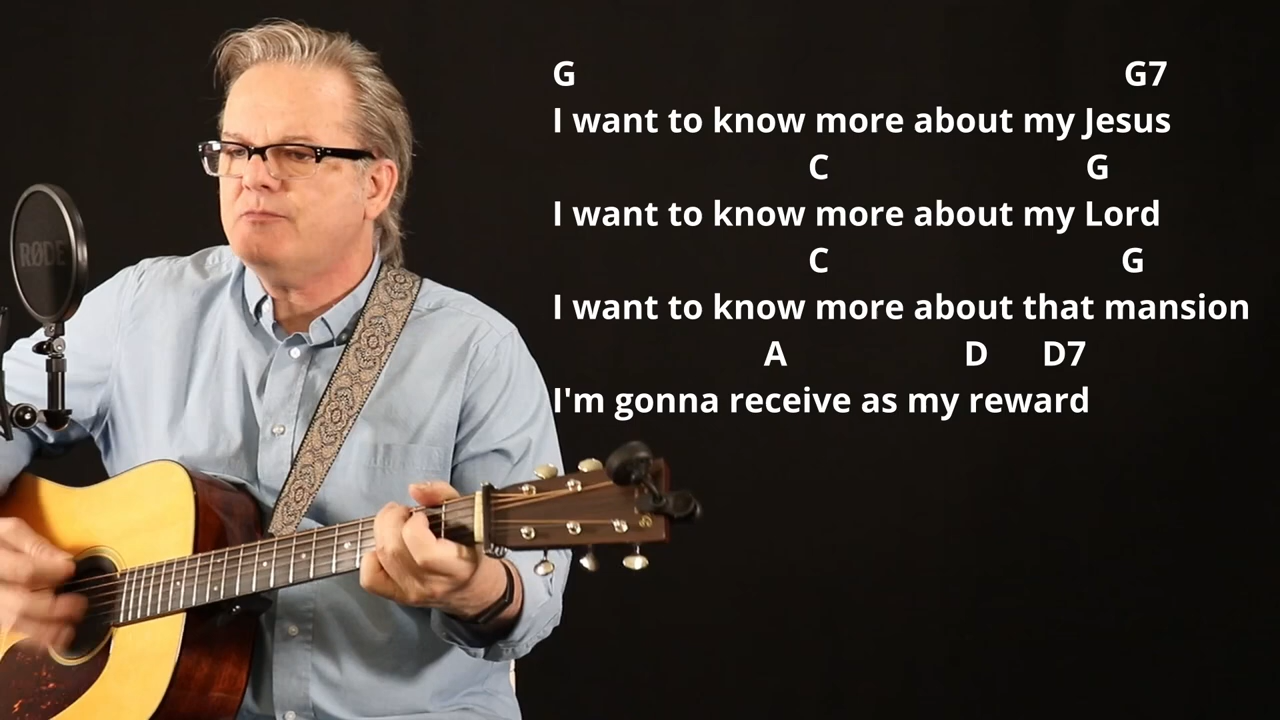 G G7
I want to know more about my Jesus
C G
I want to know more about my Lord
C G
I want to know more about that mansion
A D D7
I'm gonna receive as my reward
RØDE